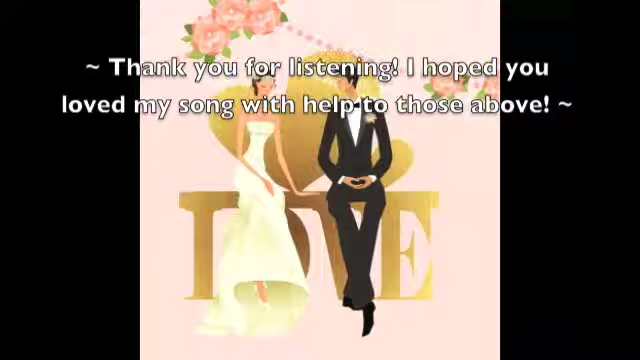 ~ Thank you for listening! I hoped you
loved my song with help to those above! ~
LOVE